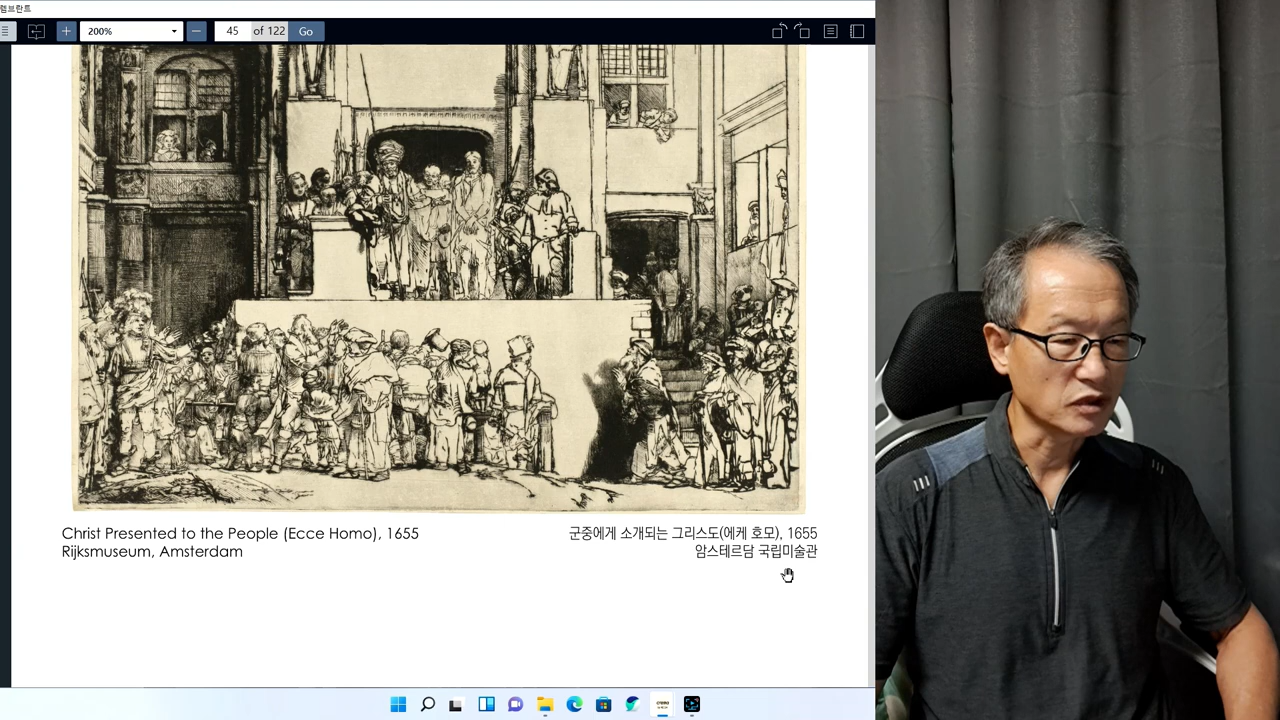 렘브란트
200%
45 of 122 Go
Christ Presented to the People (Ecce Homo), 1655
Rijksmuseum, Amsterdam
군중에게 소개되는 그리스도(에케 호모), 1655
암스테르담 국립미술관